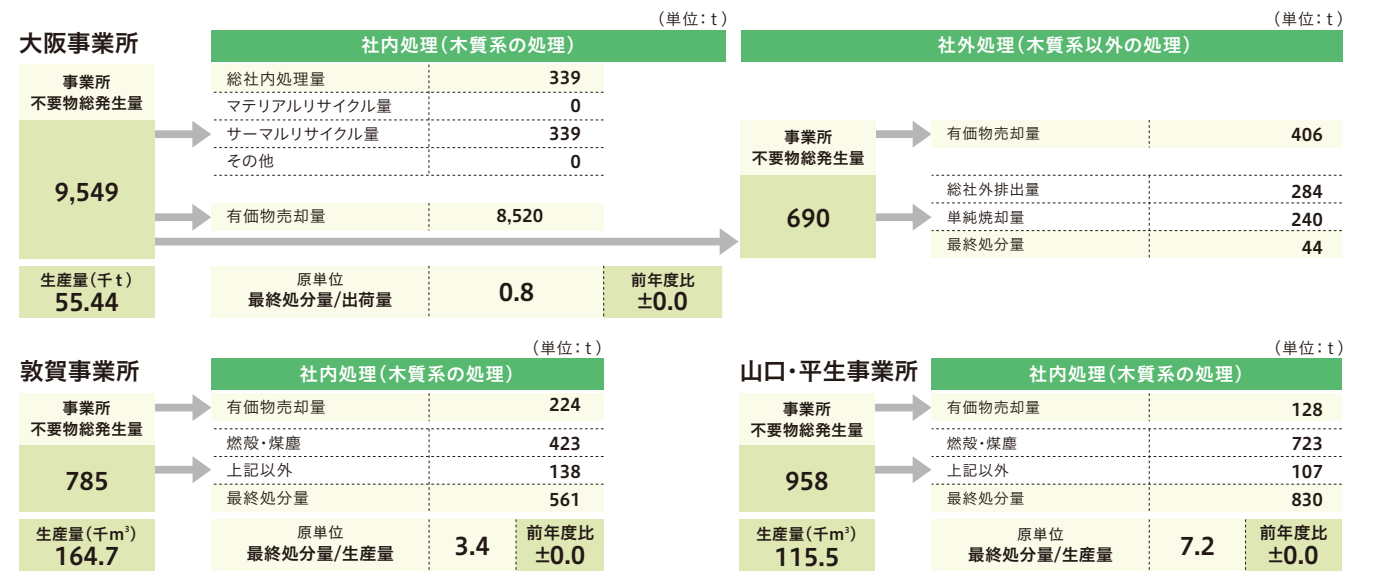 (単位:t)
大阪事業所
社内処理(木質系の処理)
事業所
不要物総発生量
9,549
総社内処理量 339
マテリアルリサイクル量 0
サーマルリサイクル量 339
その他 0
有価物売却量 8,520
生産量(千t)
55.44
原単位
最終処分量/出荷量
0.8
前年度比
±0.0
(単位:t)
社外処理(木質系以外の処理)
事業所
不要物総発生量
690
有価物売却量 406
総社外排出量 284
単純焼却量 240
最終処分量 44
(単位:t)
敦賀事業所
社内処理(木質系の処理)
事業所
不要物総発生量
785
有価物売却量 224
燃殻・煤塵 423
上記以外 138
最終処分量 561
生産量(千m³)
164.7
原単位
最終処分量/生産量
3.4
前年度比
±0.0
(単位:t)
山口・平生事業所
社内処理(木質系の処理)
事業所
不要物総発生量
958
有価物売却量 128
燃殻・煤塵 723
上記以外 107
最終処分量 830
生産量(千m³)
115.5
原単位
最終処分量/生産量
7.2
前年度比
±0.0